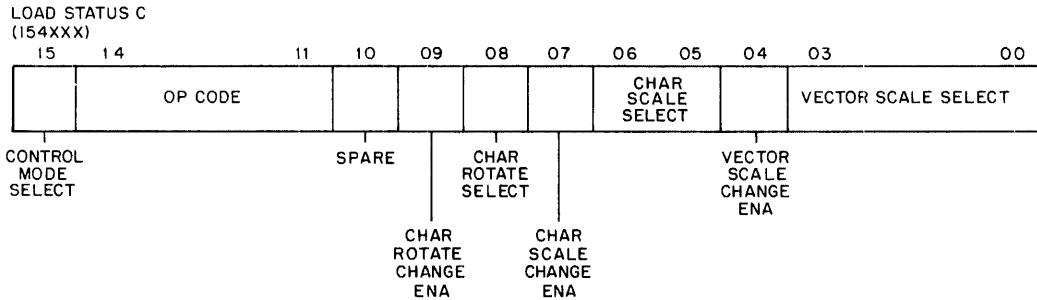 LOAD STATUS C
(154XXX)
15 14 11 10 09 08 07 06 05 04 03 00
OP CODE
CHAR
SCALE
SELECT
VECTOR SCALE SELECT
CONTROL
MODE
SELECT
SPARE
CHAR
ROTATE
SELECT
VECTOR
SCALE
CHANGE
ENA
CHAR
ROTATE
CHANGE
ENA
CHAR
SCALE
CHANGE
ENA